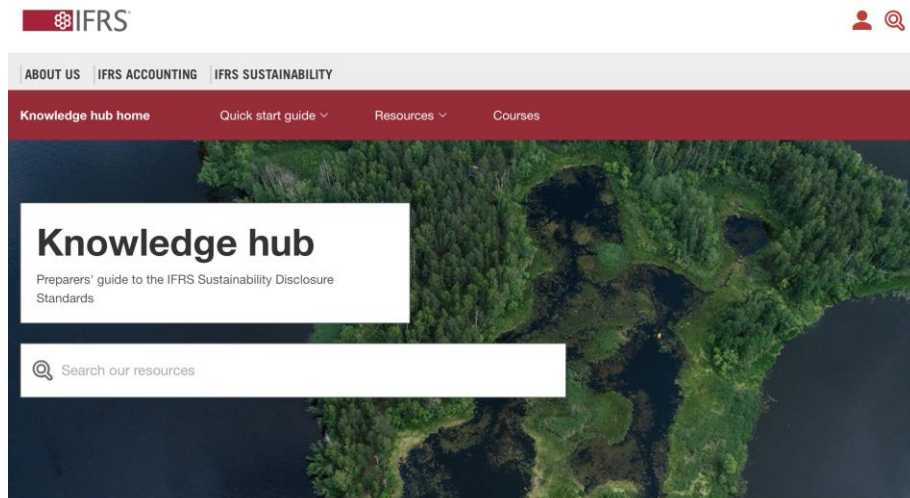 IFRS
ABOUT US IFRS ACCOUNTING IFRS SUSTAINABILITY
Knowledge hub home Quick start guide Resources Courses
Knowledge hub
Preparers' guide to the IFRS Sustainability Disclosure
Standards
Search our resources